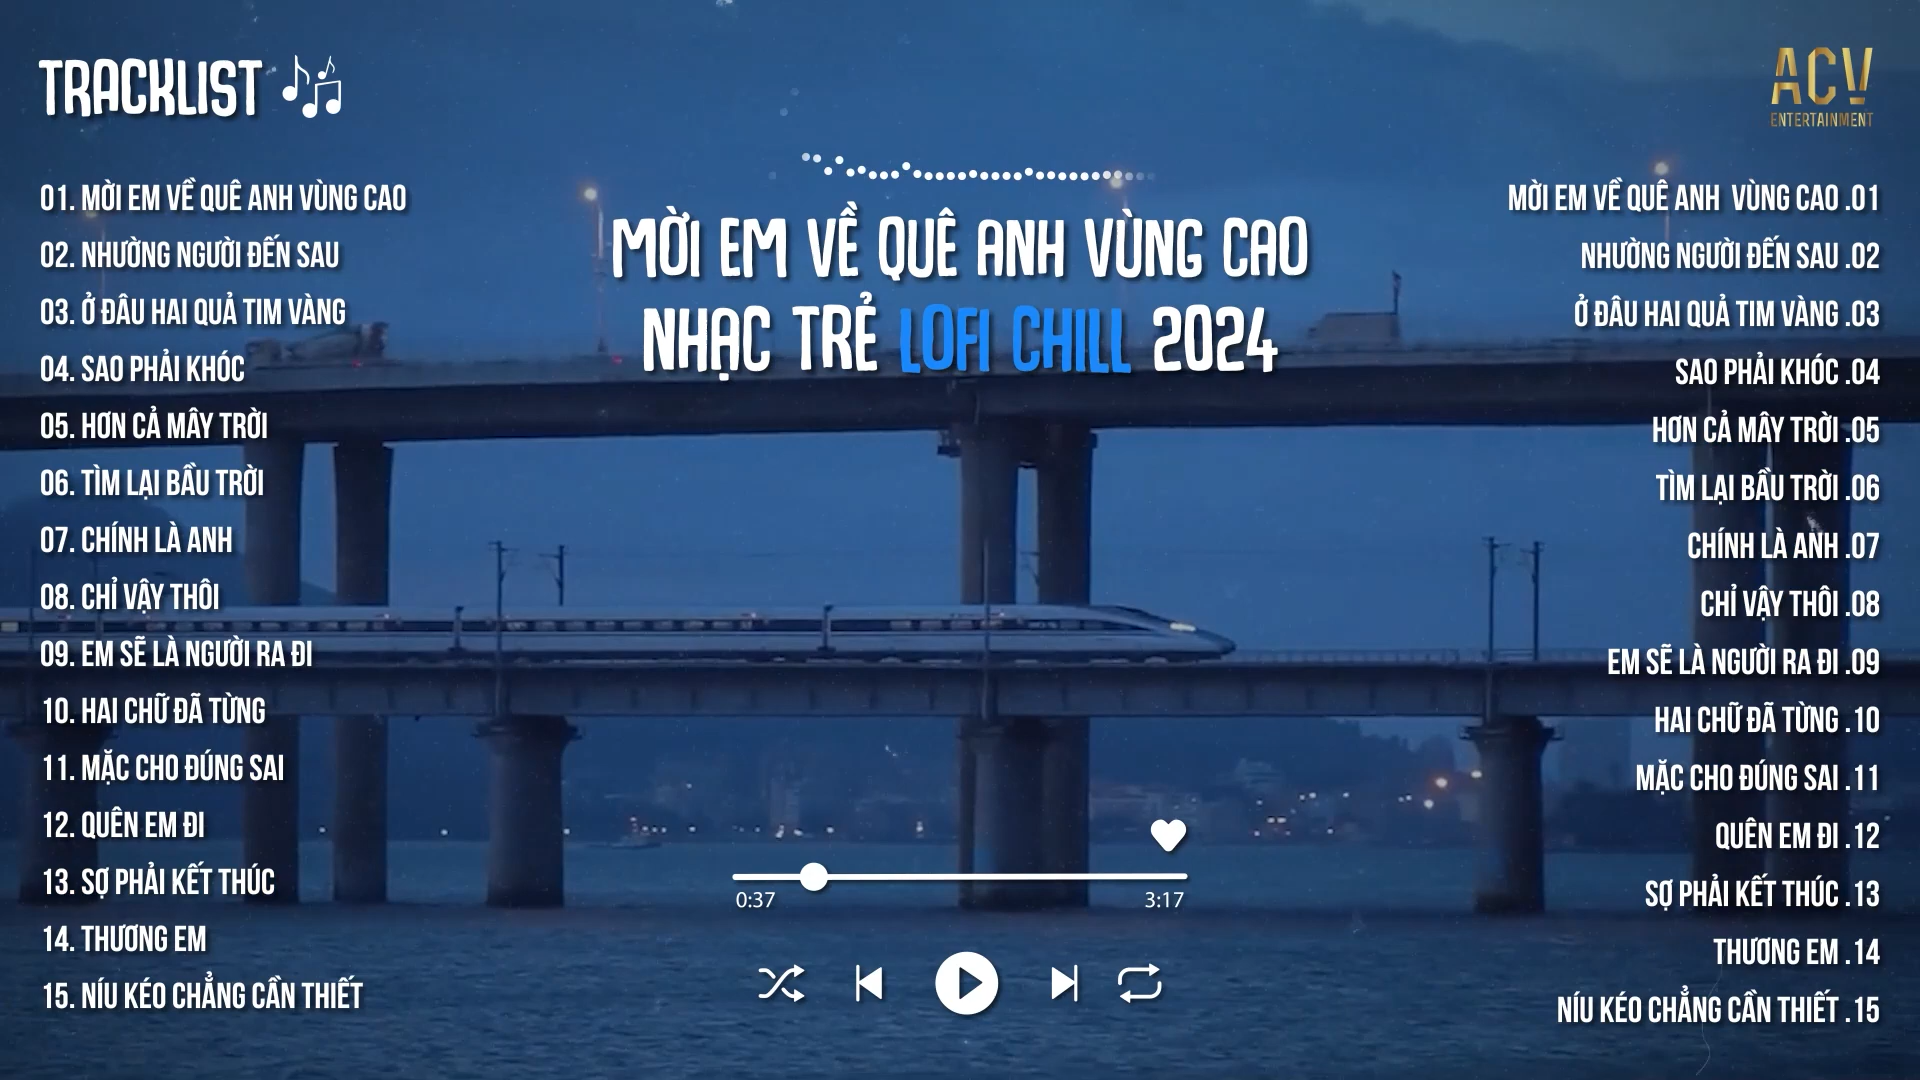 TRACKLIST
ACV
ENTERTAINMENT
01. MỜI EM VỀ QUÊ ANH VÙNG CAO
02. NHƯỜNG NGƯỜI ĐẾN SAU
03. Ở ĐÂU HAI QUẢ TIM VÀNG
04. SAO PHẢI KHÓC
05. HƠN CẢ MÂY TRỜI
06. TÌM LẠI BẦU TRỜI
07. CHÍNH LÀ ANH
08. CHỈ VẬY THÔI
09. EM SẼ LÀ NGƯỜI RA ĐI
10. HAI CHỮ ĐÃ TỪNG
11. MẶC CHO ĐÚNG SAI
12. QUÊN EM ĐI
13. SỢ PHẢI KẾT THÚC
14. THƯƠNG EM
15. NÍU KÉO CHẲNG CẦN THIẾT
MỜI EM VỀ QUÊ ANH VÙNG CAO
NHẠC TRẺ LOFI CHILL 2024
0:37
3:17
MỜI EM VỀ QUÊ ANH VÙNG CAO .01
NHƯỜNG NGƯỜI ĐẾN SAU .02
Ở ĐÂU HAI QUẢ TIM VÀNG .03
SAO PHẢI KHÓC .04
HƠN CẢ MÂY TRỜI .05
TÌM LẠI BẦU TRỜI .06
CHÍNH LÀ ANH .07
CHỈ VẬY THÔI .08
EM SẼ LÀ NGƯỜI RA ĐI .09
HAI CHỮ ĐÃ TỪNG .10
MẶC CHO ĐÚNG SAI .11
QUÊN EM ĐI .12
SỢ PHẢI KẾT THÚC .13
THƯƠNG EM .14
NÍU KÉO CHẲNG CẦN THIẾT .15